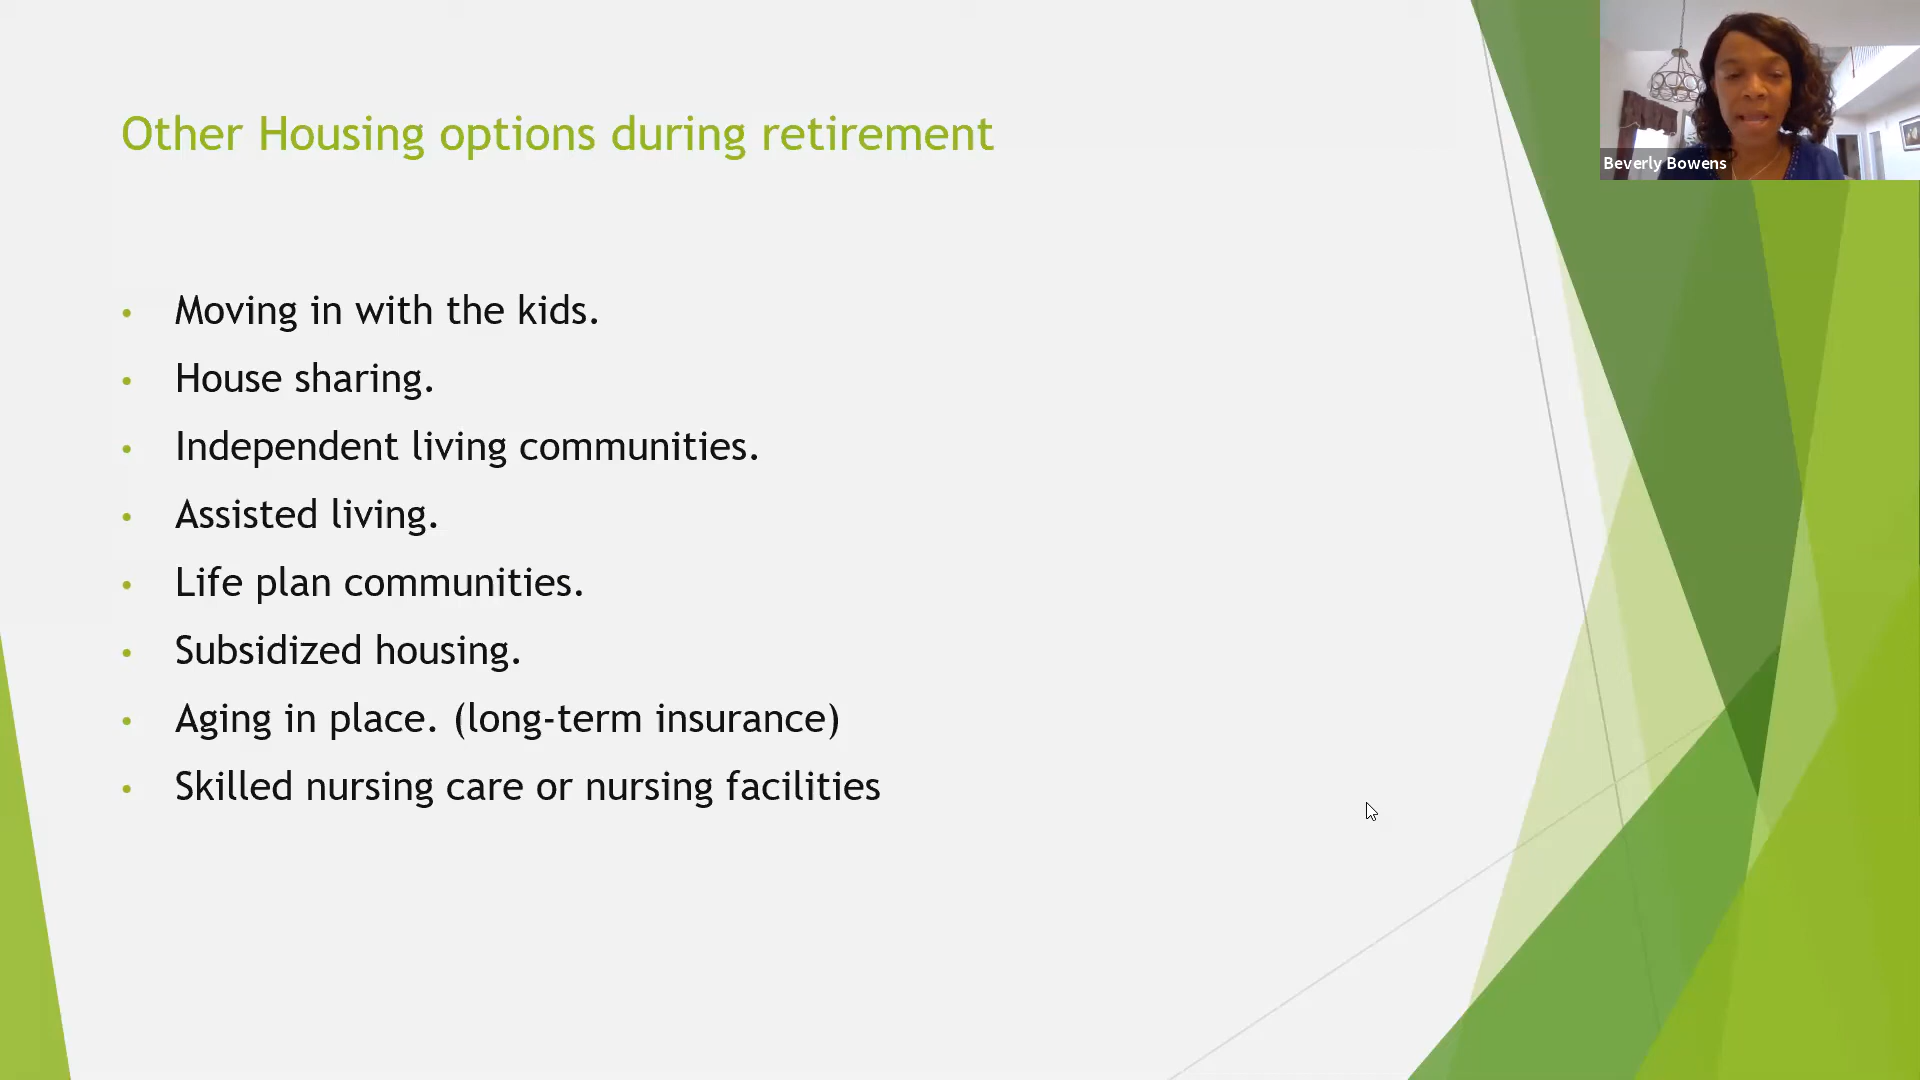 Other Housing options during retirement
Beverly Bowens
• Moving in with the kids.
• House sharing.
• Independent living communities.
• Assisted living.
• Life plan communities.
• Subsidized housing.
• Aging in place. (long-term insurance)
• Skilled nursing care or nursing facilities